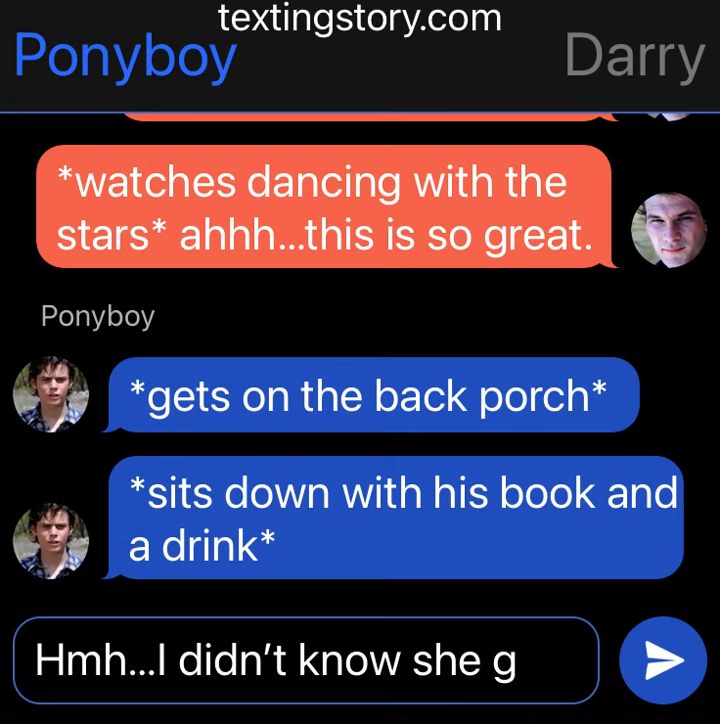 textingstory.com
Ponyboy
Darry
*watches dancing with the
stars* ahhh...this is so great.
Ponyboy
*gets on the back porch*
*sits down with his book and
a drink*
Hmh...I didn’t know she g